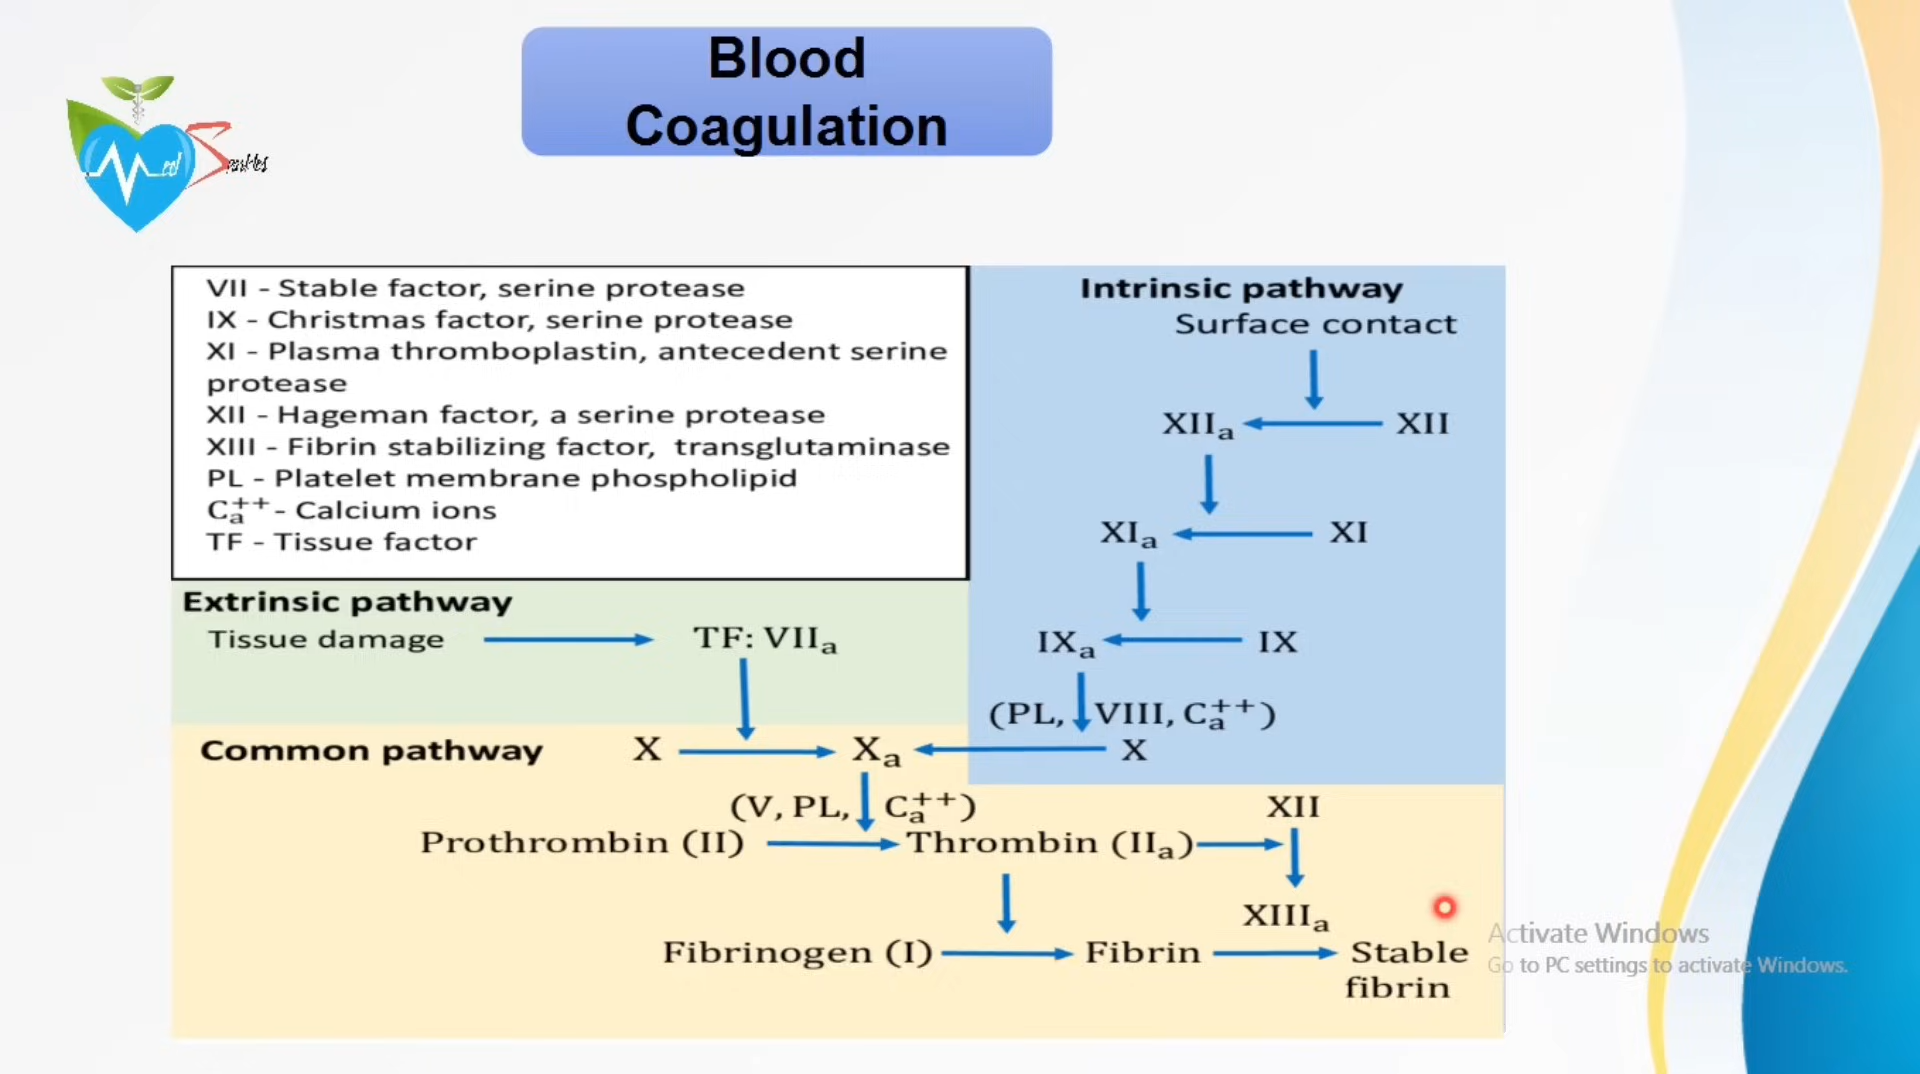 Blood
Coagulation
VII - Stable factor, serine protease
IX - Christmas factor, serine protease
XI - Plasma thromboplastin, antecedent serine
protease
XII - Hageman factor, a serine protease
XIII - Fibrin stabilizing factor, transglutaminase
PL - Platelet membrane phospholipid
Ca++ - Calcium ions
TF - Tissue factor
Intrinsic pathway
Surface contact
XIIa XII
XIa XI
IXa IX
(PL, VIII, Ca++)
X
Extrinsic pathway
Tissue damage TF: VIIa
Common pathway X Xa
(V, PL, Ca++) XII
Prothrombin (II) Thrombin (IIa)
XIIIa
Fibrinogen (I) Fibrin Stable
fibrin
Activate Windows
Go to PC settings to activate Windows.